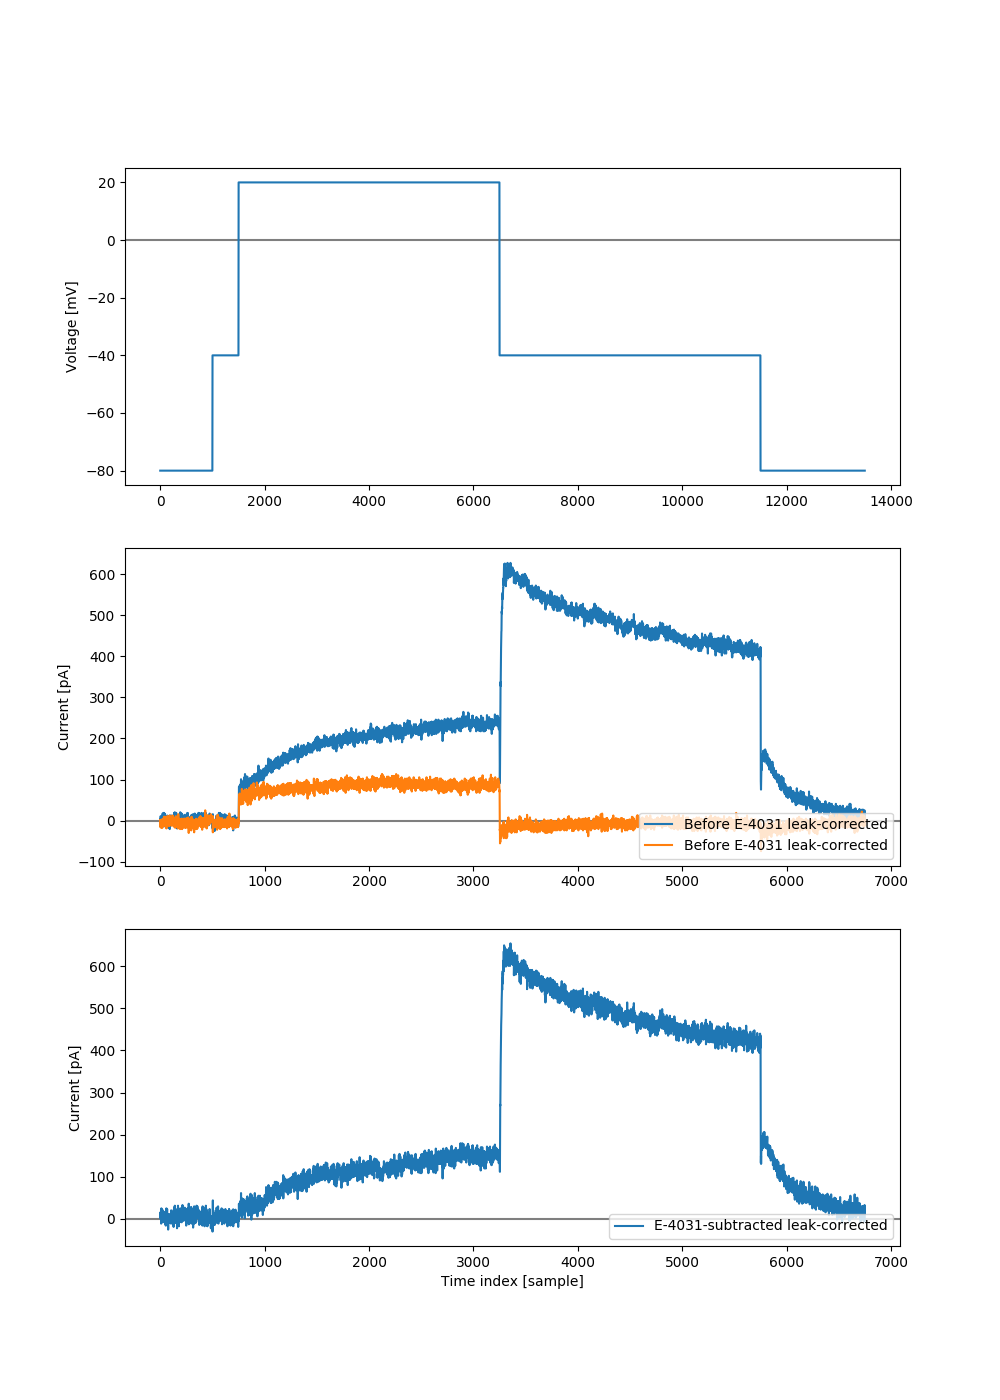 20
0
−20
−40
−60
−80
Voltage [mV]
0 2000 4000 6000 8000 10000 12000 14000
600
500
400
300
200
100
0
−100
Current [pA]
Before E-4031 leak-corrected
Before E-4031 leak-corrected
0 1000 2000 3000 4000 5000 6000 7000
600
500
400
300
200
100
0
Current [pA]
E-4031-subtracted leak-corrected
0 1000 2000 3000 4000 5000 6000 7000
Time index [sample]